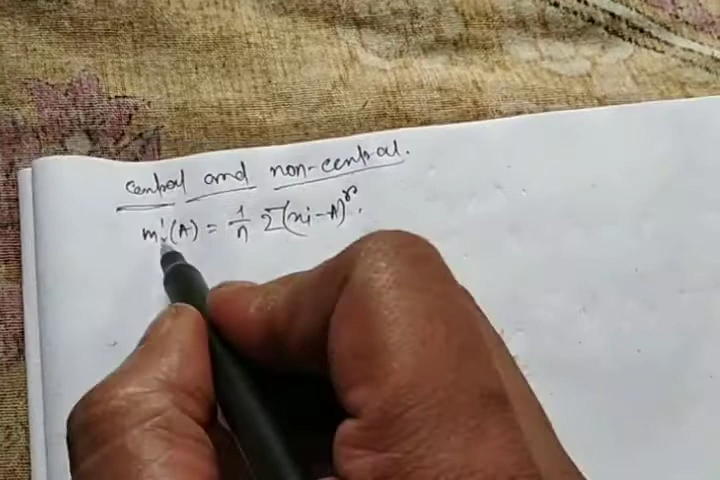 central and non-central.
m'r(A) = 1/n Σ(xi-A)^r.